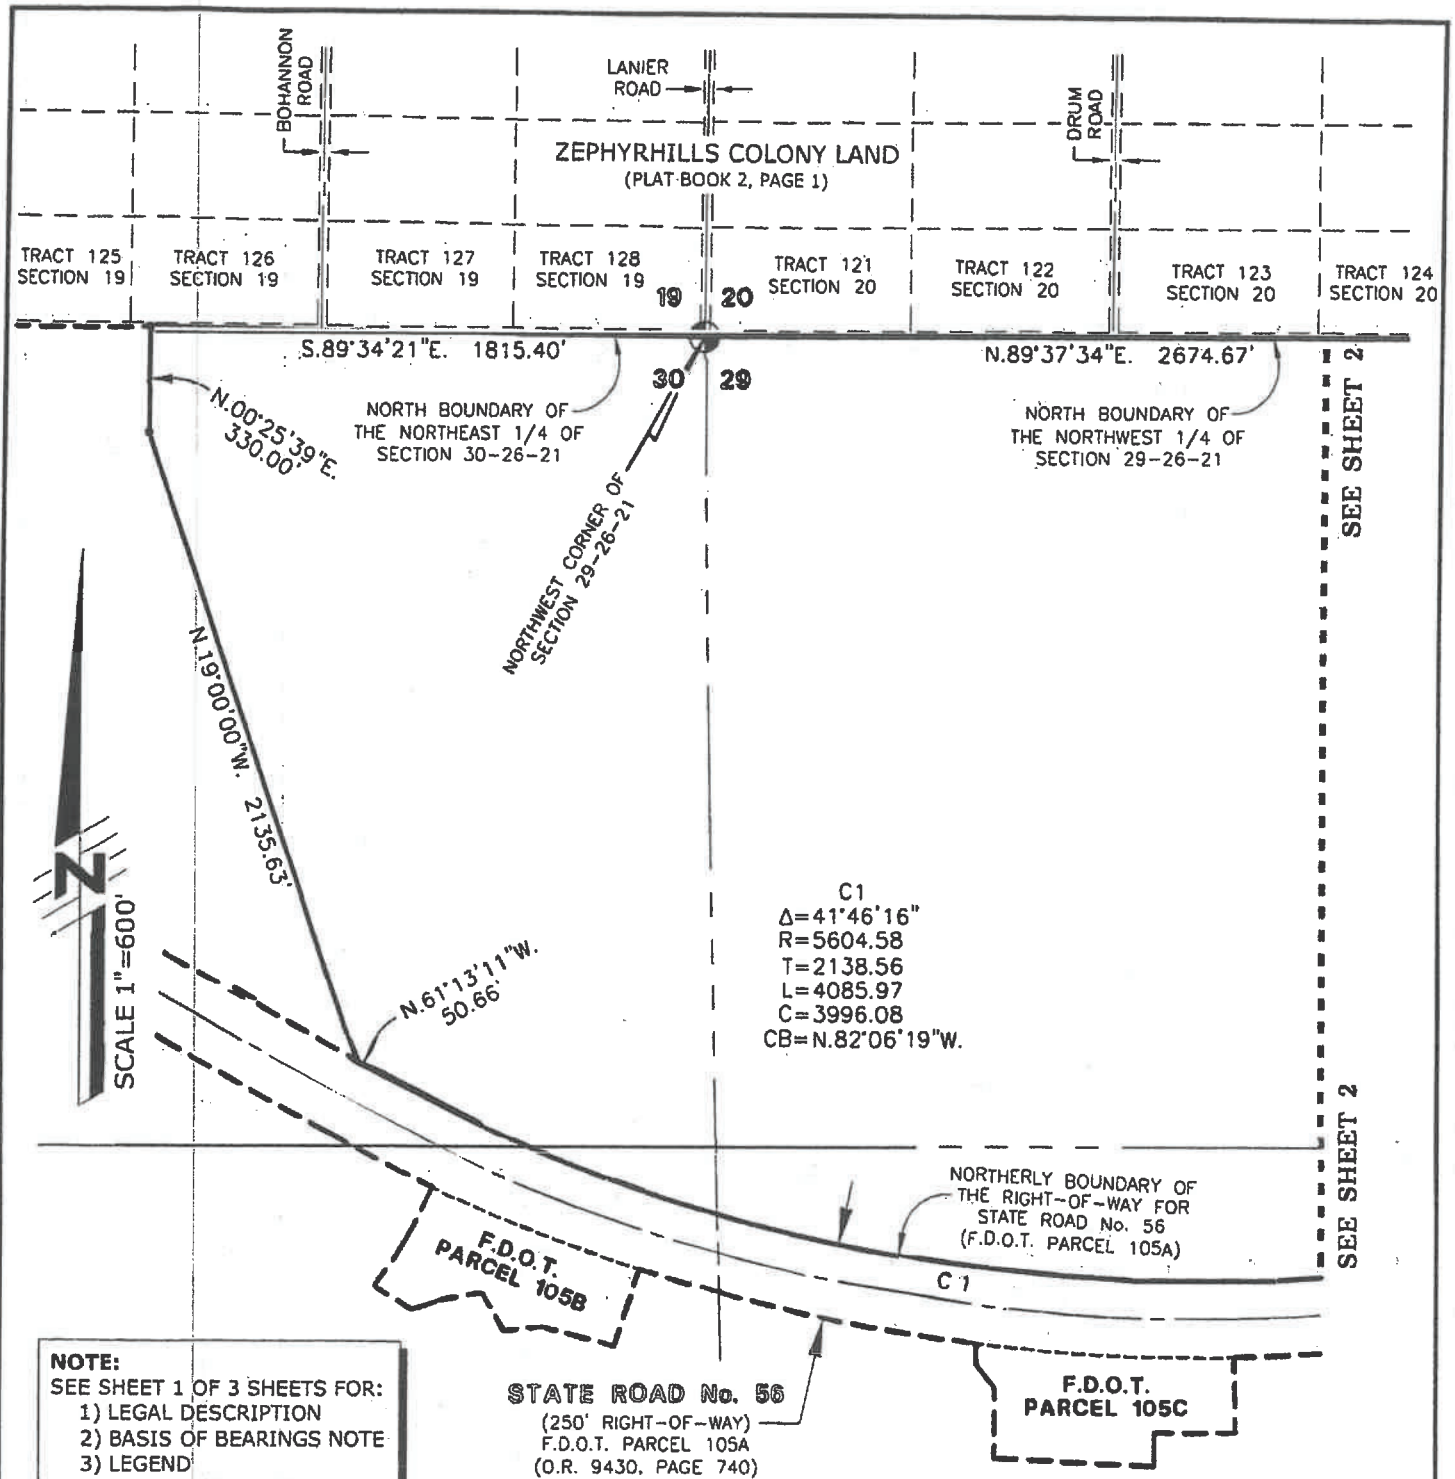 BOHANNON
ROAD
LANIER
ROAD
DRUM
ROAD
ZEPHYRHILLS COLONY LAND
(PLAT BOOK 2, PAGE 1)
TRACT 125
SECTION 19
TRACT 126
SECTION 19
TRACT 127
SECTION 19
TRACT 128
SECTION 19
TRACT 121
SECTION 20
TRACT 122
SECTION 20
TRACT 123
SECTION 20
TRACT 124
SECTION 20
19 20
S.89°34'21"E. 1815.40'
N.89°37'34"E. 2674.67'
30 29
N.00°25'39"E.
330.00'
NORTH BOUNDARY OF
THE NORTHEAST 1/4 OF
SECTION 30-26-21
NORTHWEST CORNER OF
SECTION 29-26-21
NORTH BOUNDARY OF
THE NORTHWEST 1/4 OF
SECTION 29-26-21
SEE SHEET 2
N.19°00'00"W. 2135.63'
N
SCALE 1"=600'
N.61°13'11"W.
50.66'
C1
Δ=41°46'16"
R=5604.58
T=2138.56
L=4085.97
C=3996.08
CB=N.82°06'19"W.
SEE SHEET 2
NORTHERLY BOUNDARY OF
THE RIGHT-OF-WAY FOR
STATE ROAD No. 56
(F.D.O.T. PARCEL 105A)
C1
F.D.O.T.
PARCEL 105B
F.D.O.T.
PARCEL 105C
STATE ROAD No. 56
(250' RIGHT-OF-WAY)
F.D.O.T. PARCEL 105A
(O.R. 9430, PAGE 740)
NOTE:
SEE SHEET 1 OF 3 SHEETS FOR:
1) LEGAL DESCRIPTION
2) BASIS OF BEARINGS NOTE
3) LEGEND